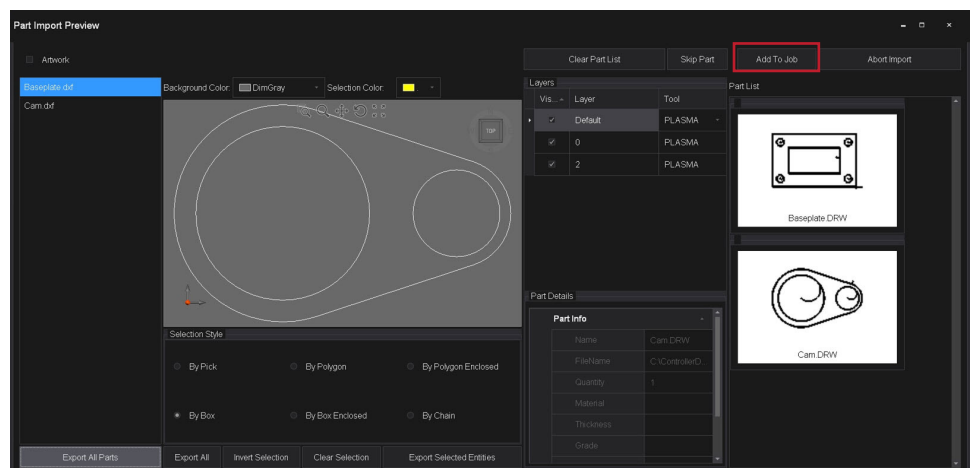 Part Import Preview
Artwork
Clear Part List
Skip Part
Add To Job
Abort Import
Baseplate.dxf
Cam.dxf
Background Color:
DimGray
Selection Color:
TOP
Layers
Vis...
Layer
Tool
Default
PLASMA
0
PLASMA
2
PLASMA
Part List
Baseplate.DRW
Cam.DRW
Part Details
Part Info
Name
Cam.DRW
FileName
C:\ControllerD...
Quantity
1
Material
Thickness
Grade
Selection Style
By Pick
By Polygon
By Polygon Enclosed
By Box
By Box Enclosed
By Chain
Export All Parts
Export All
Invert Selection
Clear Selection
Export Selected Entities